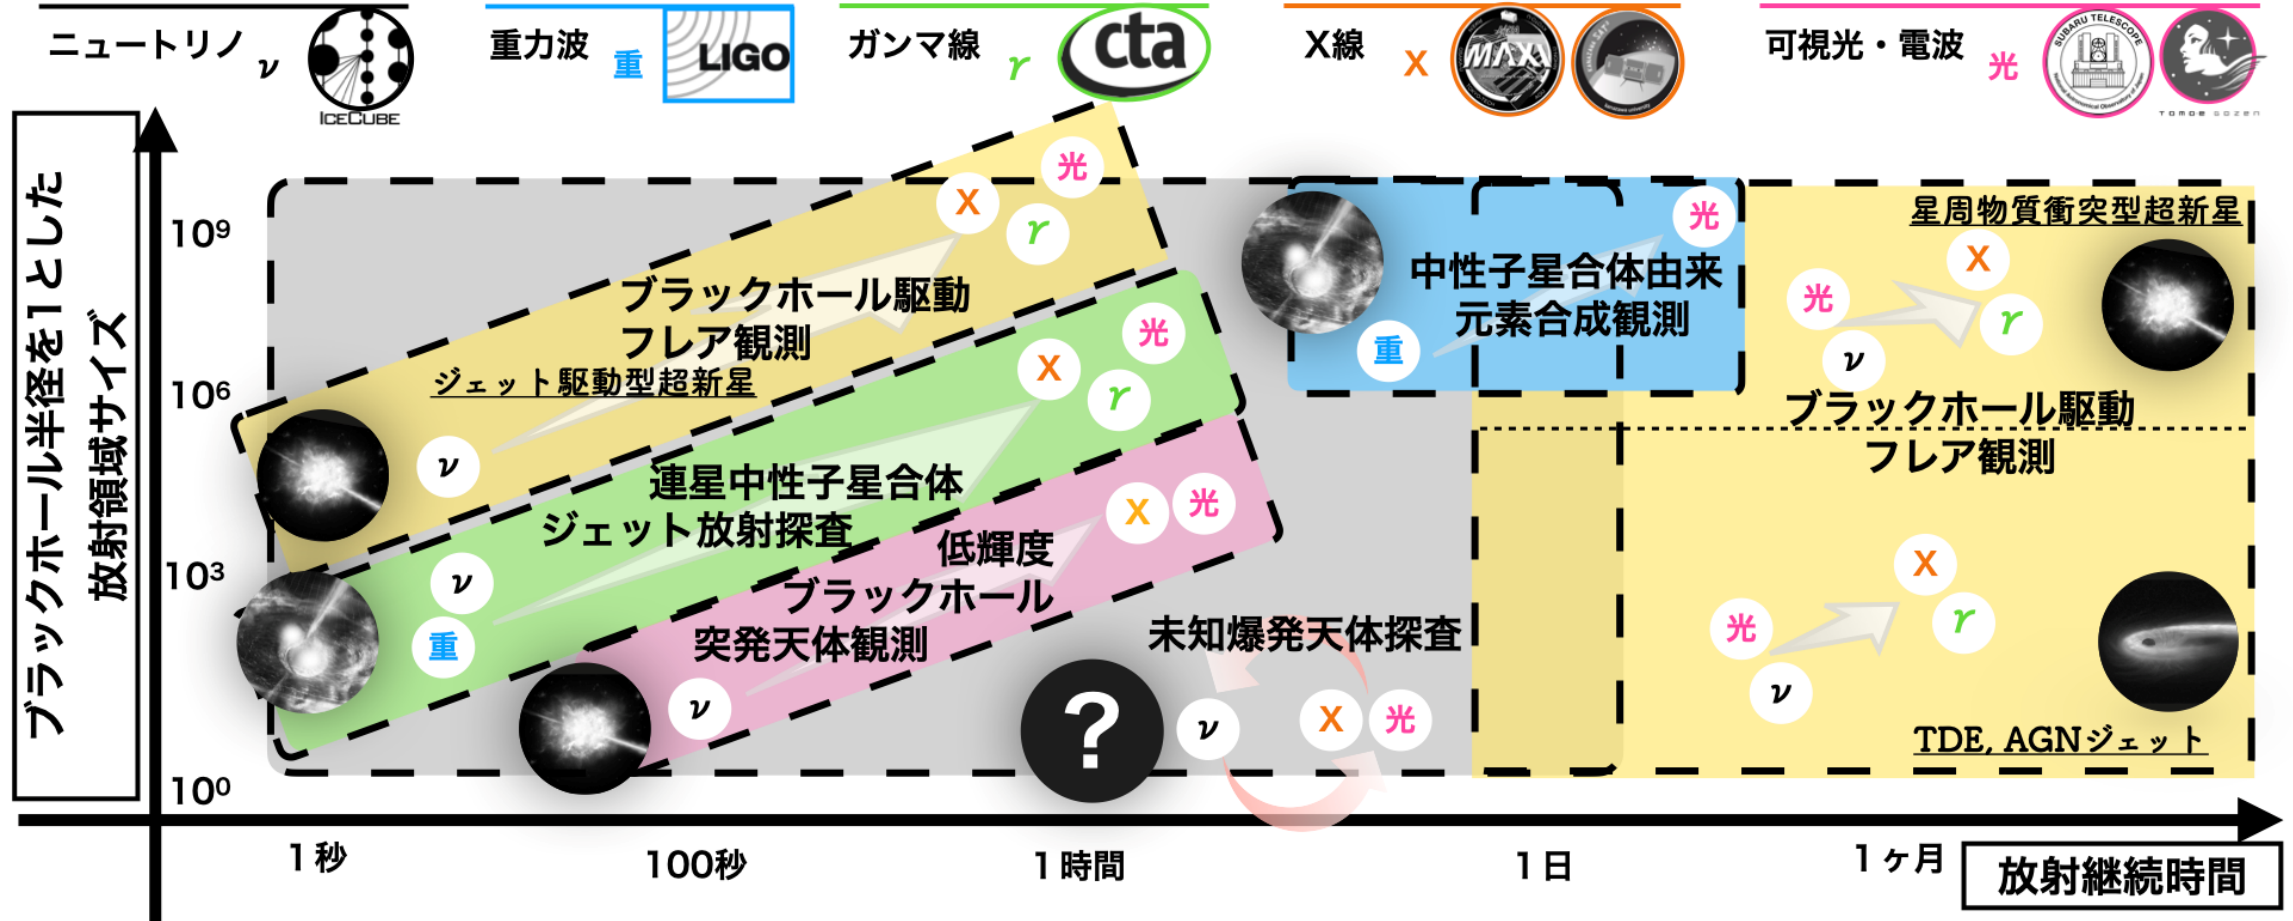 ニュートリノ
ν
ICECUBE
重力波
重
LIGO
ガンマ線
r
cta
X線
X
MAXI
可視光・電波
光
SUBARU TELESCOPE
National Astronomical Observatory of Japan
TOMOE GOZEN
ブラックホール半径を1とした
放射領域サイズ
10⁹
10⁶
10³
10⁰
X
光
r
ブラックホール駆動
フレア観測
ジェット駆動型超新星
ν
光
X
r
連星中性子星合体
ジェット放射探査
ν
重
X
光
低輝度
ブラックホール
突発天体観測
ν
光
中性子星合体由来
元素合成観測
重
星周物質衝突型超新星
X
光
r
ν
ブラックホール駆動
フレア観測
X
光
r
ν
TDE, AGNジェット
未知爆発天体探査
?
ν
X
光
1秒
100秒
1時間
1日
1ヶ月
放射継続時間